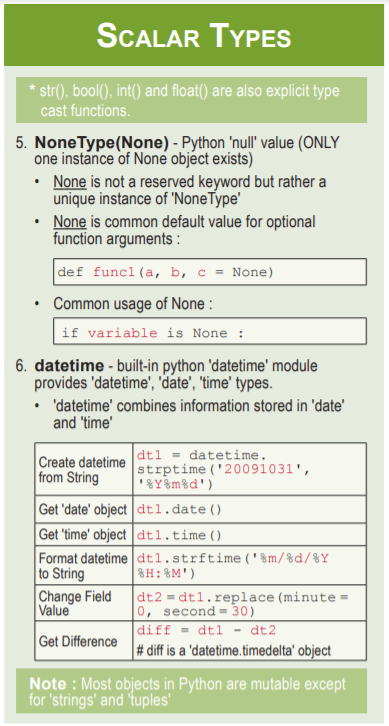 SCALAR TYPES
* str(), bool(), int() and float() are also explicit type
cast functions.
5. NoneType(None) - Python 'null' value (ONLY
one instance of None object exists)
• None is not a reserved keyword but rather a
unique instance of 'NoneType'
• None is common default value for optional
function arguments :
def func1(a, b, c = None)
• Common usage of None :
if variable is None :
6. datetime - built-in python 'datetime' module
provides 'datetime', 'date', 'time' types.
• 'datetime' combines information stored in 'date'
and 'time'
Create datetime
from String
dt1 = datetime.
strptime('20091031',
'%Y%m%d')
Get 'date' object
dt1.date()
Get 'time' object
dt1.time()
Format datetime
to String
dt1.strftime('%m/%d/%Y
%H:%M')
Change Field
Value
dt2 = dt1.replace(minute =
0, second = 30)
Get Difference
diff = dt1 - dt2
# diff is a 'datetime.timedelta' object
Note : Most objects in Python are mutable except
for 'strings' and 'tuples'